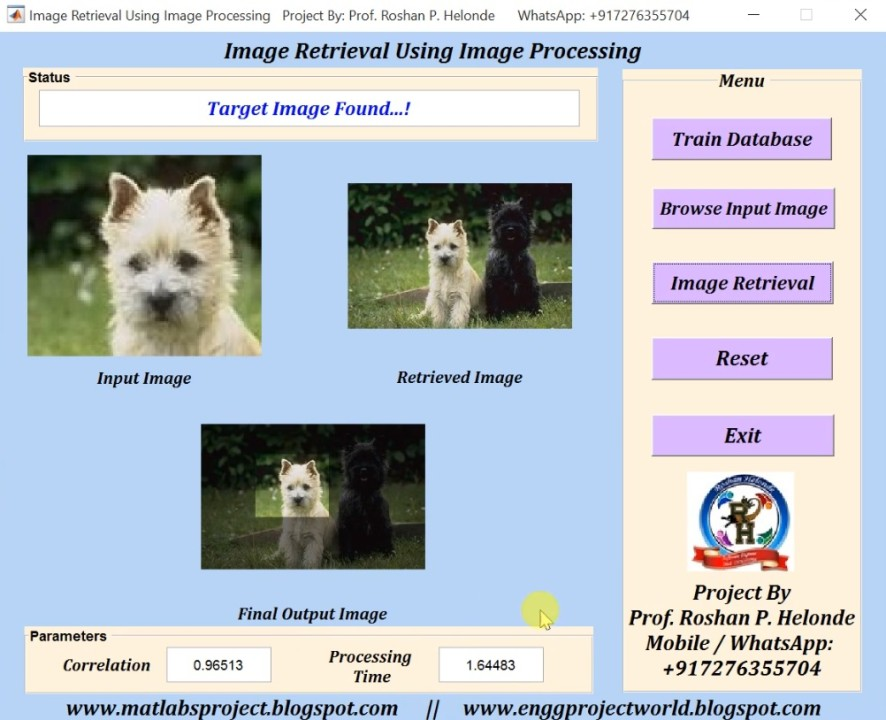 Image Retrieval Using Image Processing Project By: Prof. Roshan P. Helonde WhatsApp: +917276355704
Image Retrieval Using Image Processing
Status
Target Image Found...!
Input Image
Retrieved Image
Final Output Image
Parameters
Correlation
0.96513
Processing
Time
1.64483
Menu
Train Database
Browse Input Image
Image Retrieval
Reset
Exit
Roshan Helonde
RH
Project By
Prof. Roshan P. Helonde
Mobile / WhatsApp:
+917276355704
www.matlabsproject.blogspot.com || www.enggprojectworld.blogspot.com